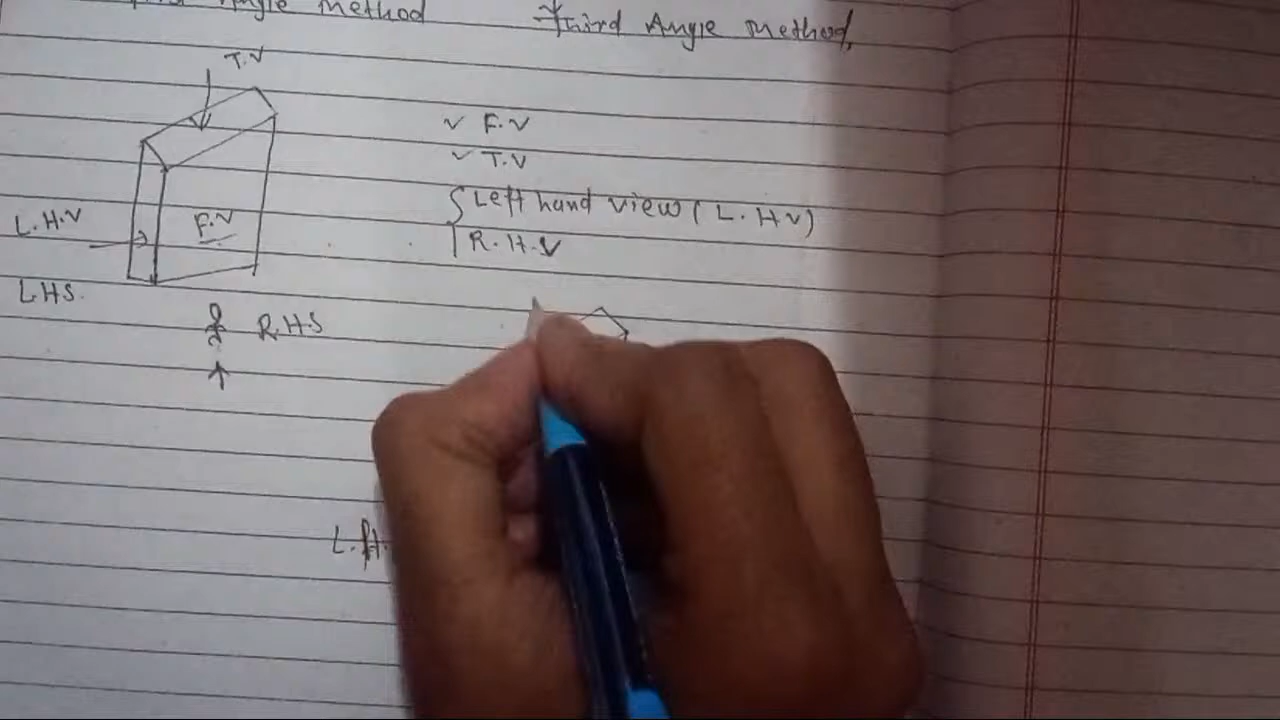 Angle Method
Third Angle Method,
T.V
✓ F.V
✓ T.V
Left hand view (L.H.V)
R.H.V
L.H.V
F.V
LHS.
R.H.S
L.H.